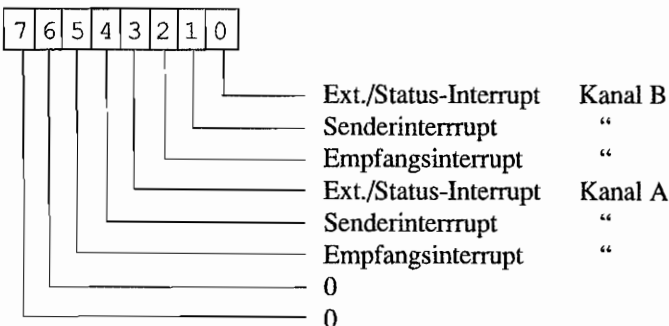 7 6 5 4 3 2 1 0
Ext./Status-Interrupt Kanal B
Senderinterrrupt “
Empfangsinterrupt “
Ext./Status-Interrupt Kanal A
Senderinterrrupt “
Empfangsinterrupt “
0
0